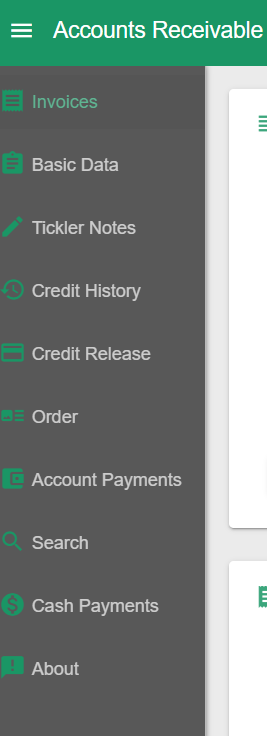 Accounts Receivable
Invoices
Basic Data
Tickler Notes
Credit History
Credit Release
Order
Account Payments
Search
Cash Payments
About